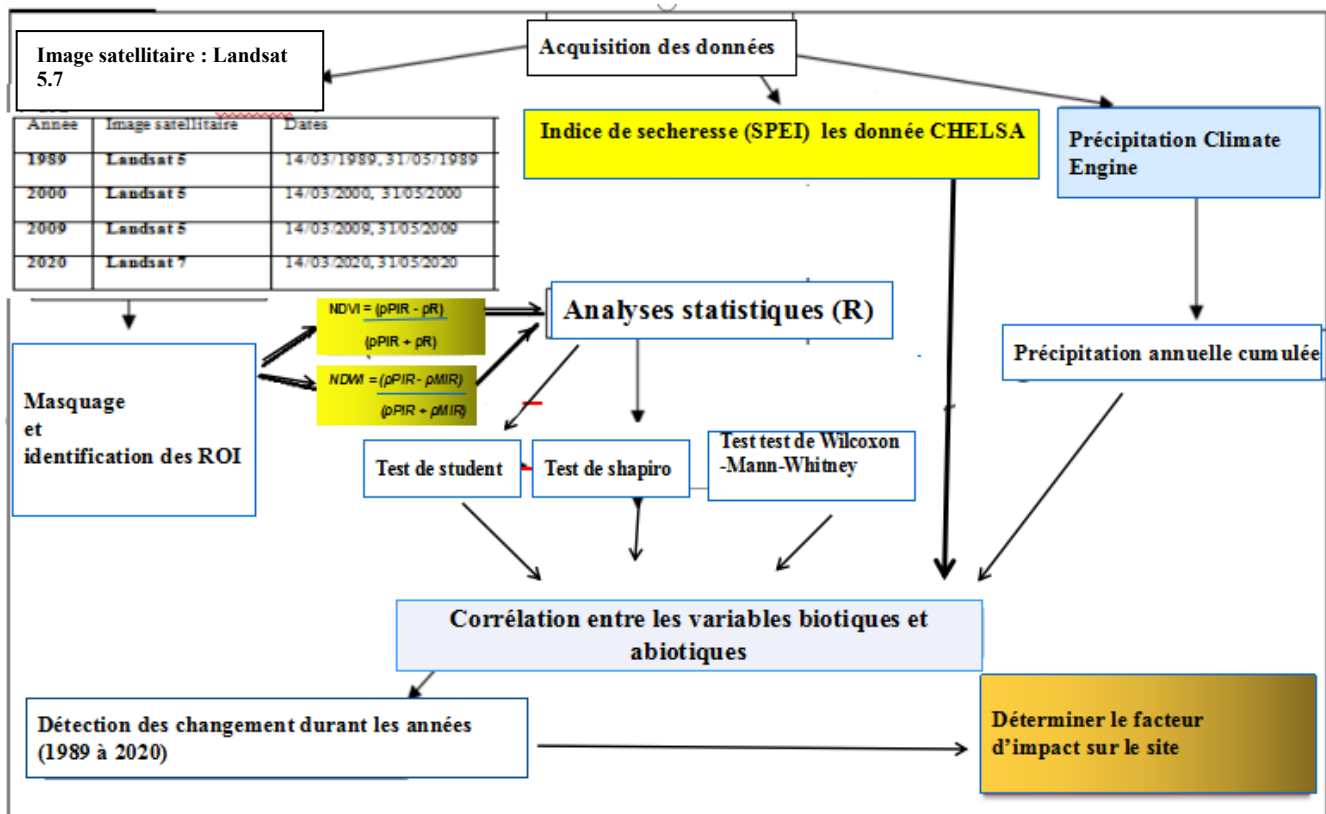 Acquisition des données
Image satellitaire : Landsat
5.7
Annee Image satellitaire Dates
1989 Landsat 5 14/03/1989, 31/05/1989
2000 Landsat 5 14/03/2000, 31/05/2000
2009 Landsat 5 14/03/2009, 31/05/2009
2020 Landsat 7 14/03/2020, 31/05/2020
Indice de secheresse (SPEI) les donnée CHELSA
Précipitation Climate
Engine
NDVI = (ρPIR - ρR)
(ρPIR + ρR)
NDWI = (ρPIR - ρMIR)
(ρPIR + ρMIR)
Analyses statistiques (R)
Précipitation annuelle cumulée
Masquage
et
identification des ROI
Test de student
Test de shapiro
Test test de Wilcoxon
-Mann-Whitney
Corrélation entre les variables biotiques et
abiotiques
Détection des changement durant les années
(1989 à 2020)
Déterminer le facteur
d’impact sur le site